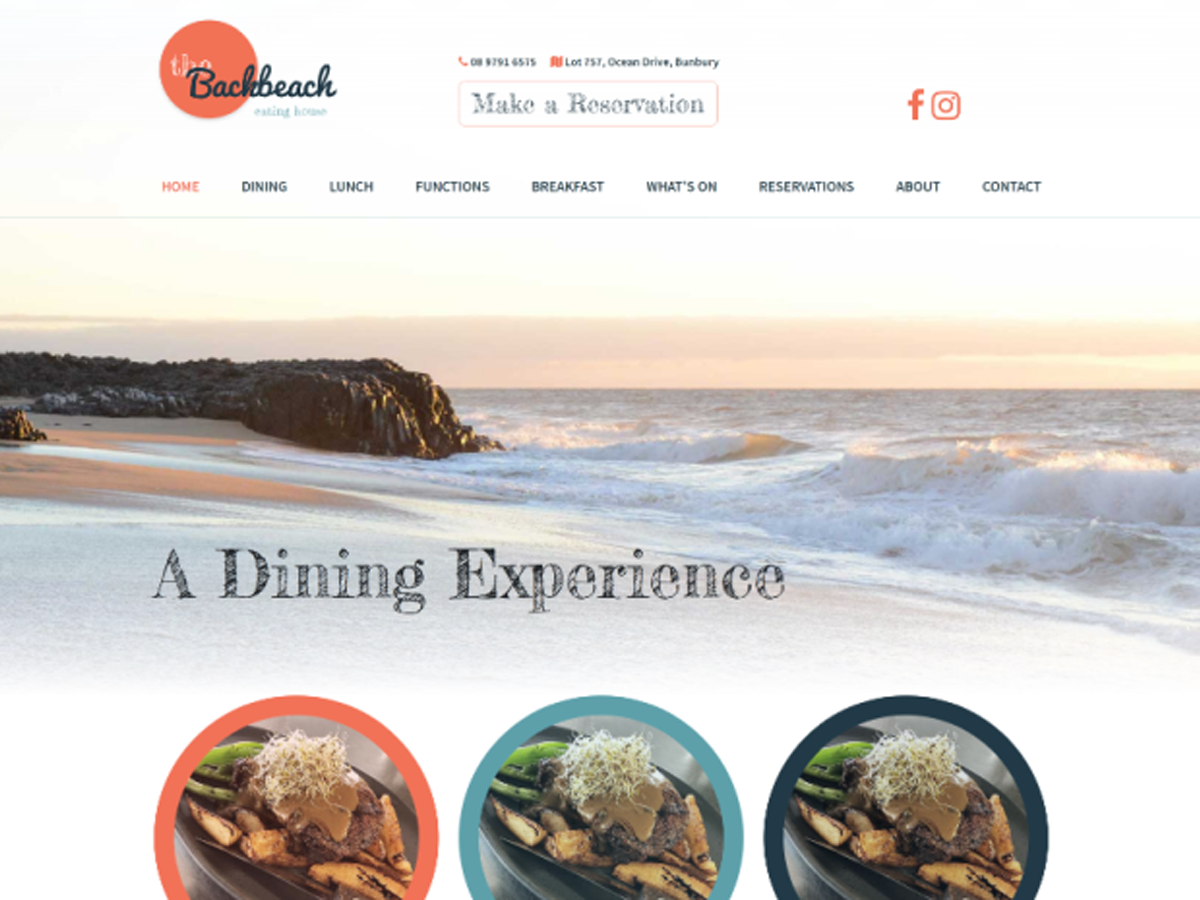 the
Backbeach
eating house
08 9791 6575 Lot 757, Ocean Drive, Bunbury
Make a Reservation
HOME DINING LUNCH FUNCTIONS BREAKFAST WHAT'S ON RESERVATIONS ABOUT CONTACT
A Dining Experience